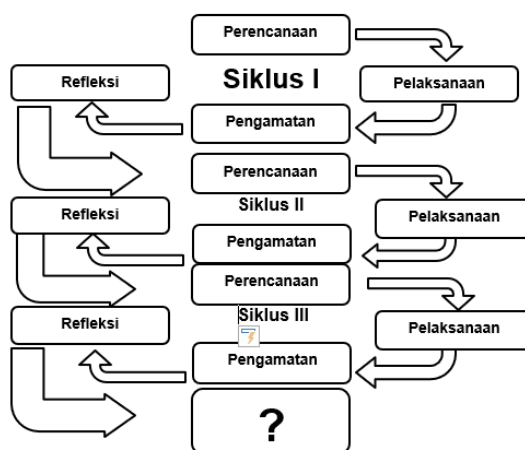 Perencanaan
Siklus I
Refleksi
Pelaksanaan
Pengamatan
Perencanaan
Siklus II
Refleksi
Pelaksanaan
Pengamatan
Perencanaan
Siklus III
Refleksi
Pelaksanaan
Pengamatan
?